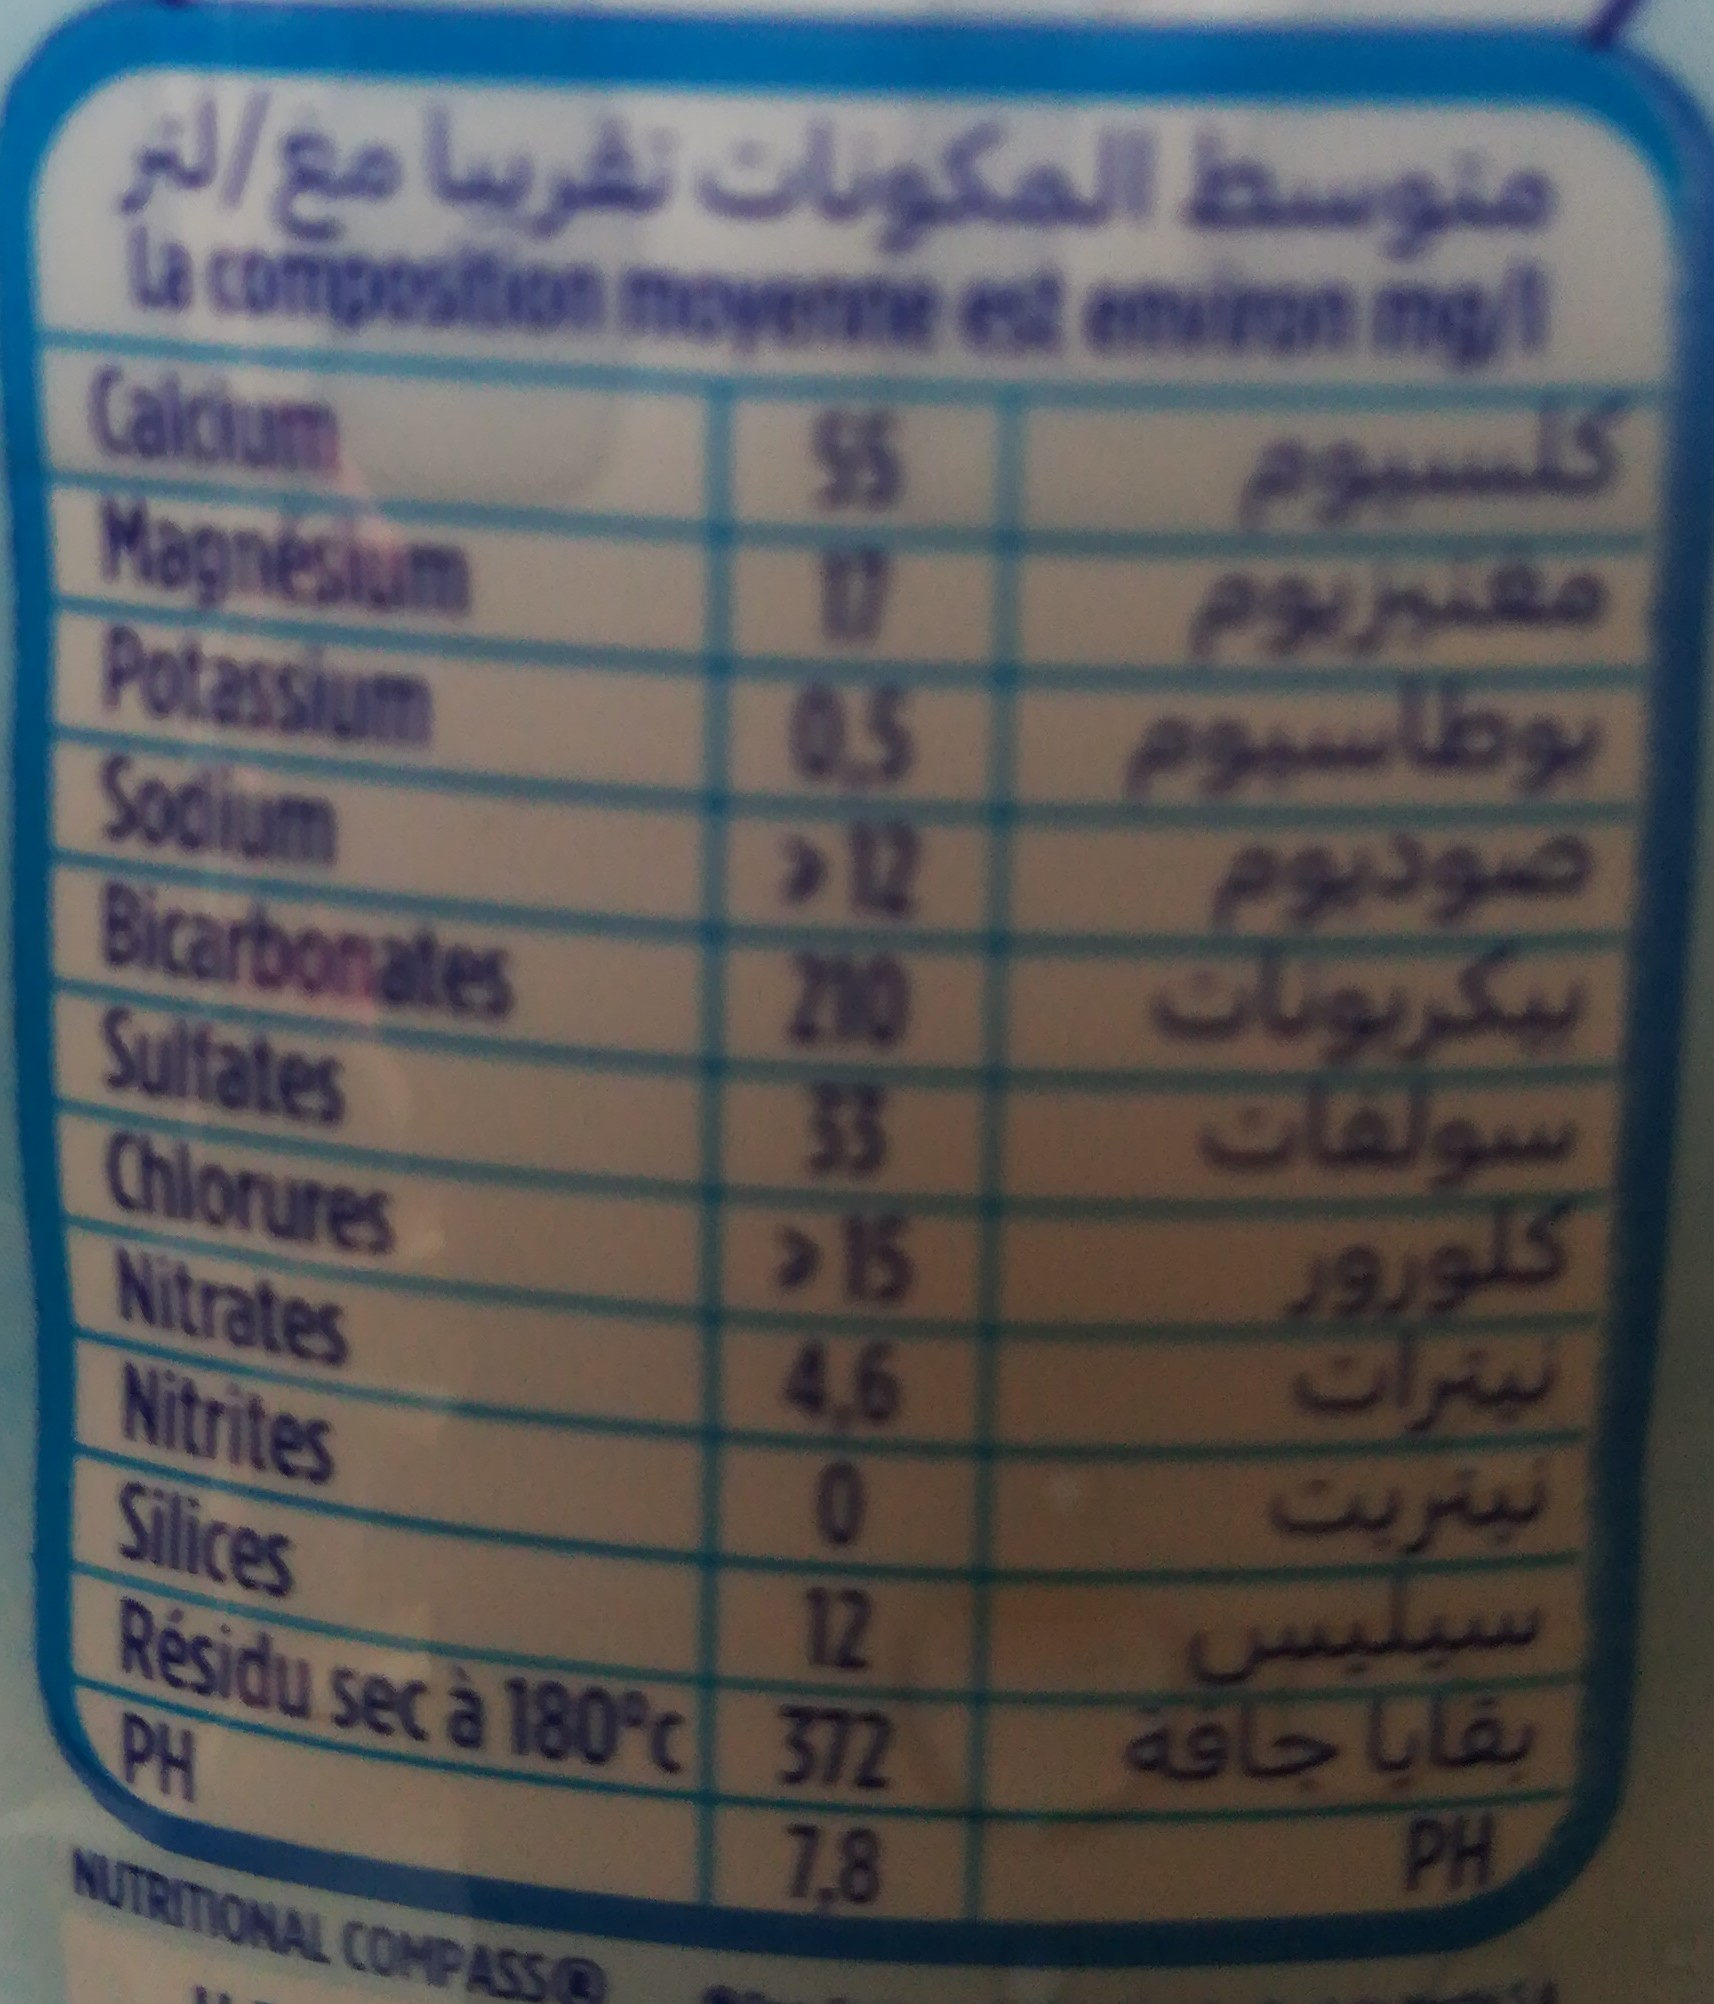 متوسط المكونات تقريبا مغ/لتر
La composition moyenne est environ mg/l
Calcium 55 كلسيوم
Magnésium 17 مغنيزيوم
Potassium 0,5 بوطاسيوم
Sodium >12 صوديوم
Bicarbonates 210 بيكربونات
Sulfates 33 سولفات
Chlorures >15 كلورور
Nitrates 4,6 نيترات
Nitrites 0 نيتريت
Silices 12 سيليس
Résidu sec à 180°c 372 بقايا جافة
PH 7,8 PH
NUTRITIONAL COMPASS®